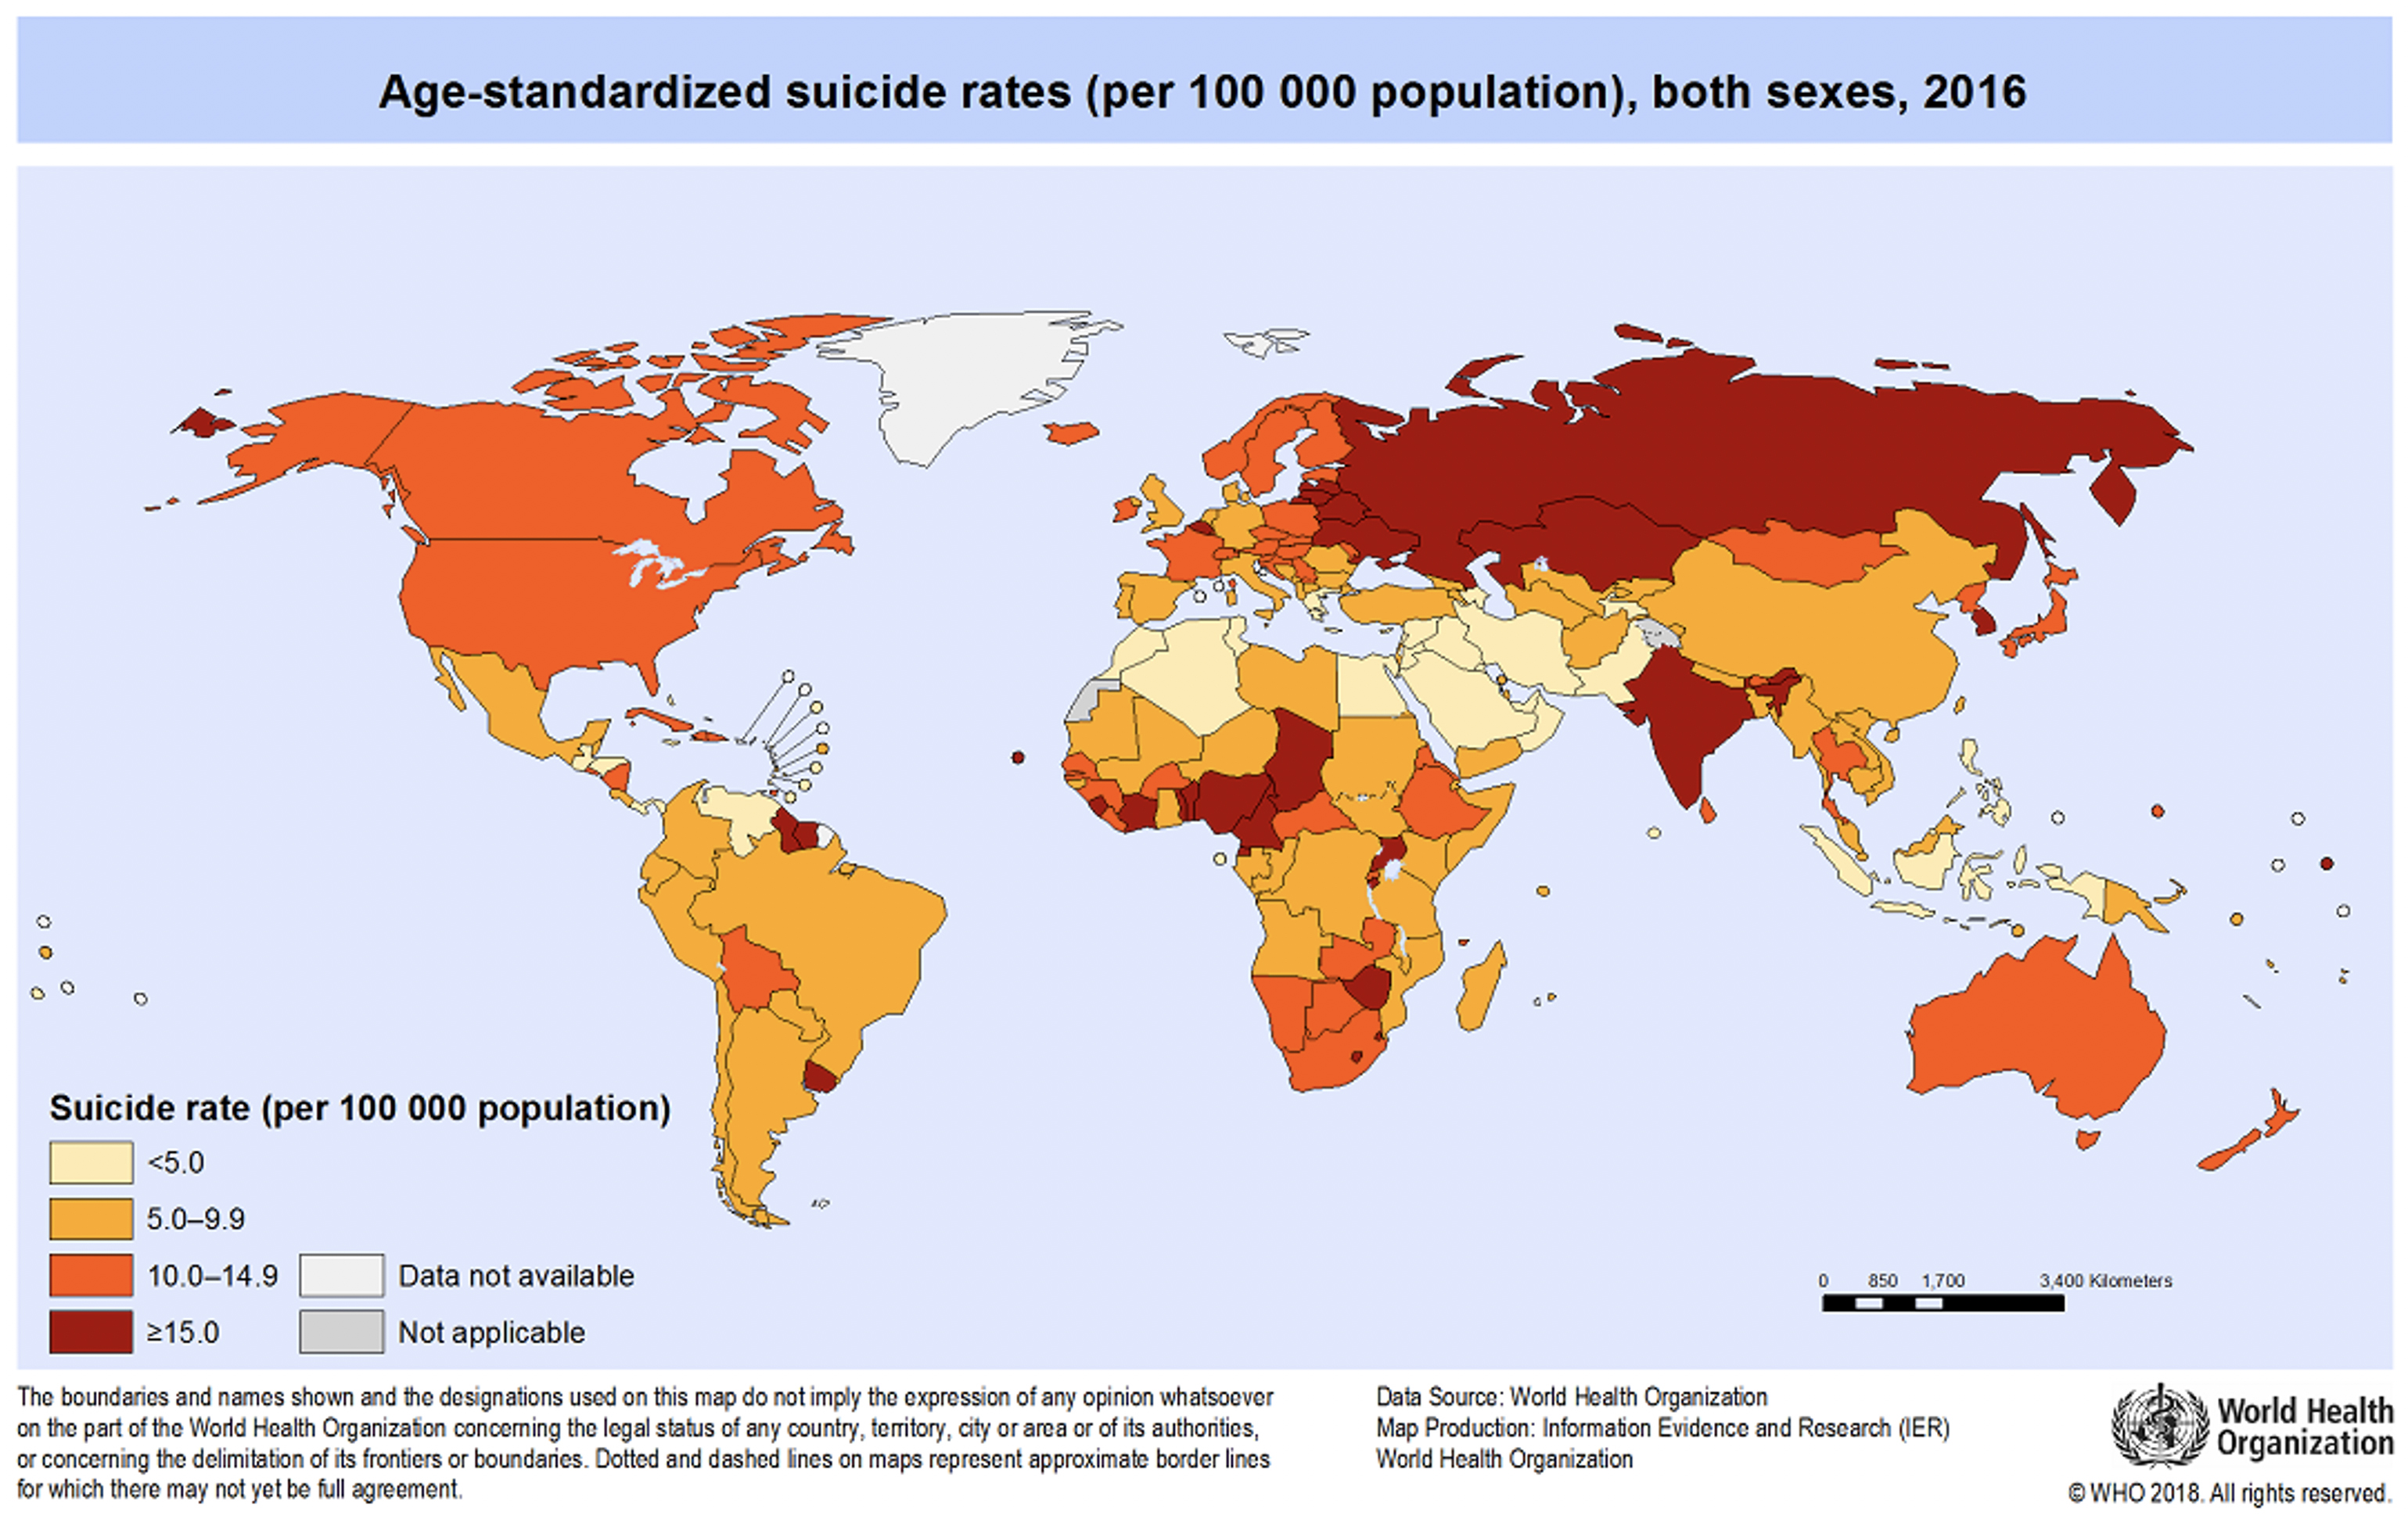 Age-standardized suicide rates (per 100 000 population), both sexes, 2016
Suicide rate (per 100 000 population)
<5.0
5.0–9.9
10.0–14.9
≥15.0
Data not available
Not applicable
0 850 1,700 3,400 Kilometers
The boundaries and names shown and the designations used on this map do not imply the expression of any opinion whatsoever
on the part of the World Health Organization concerning the legal status of any country, territory, city or area or of its authorities,
or concerning the delimitation of its frontiers or boundaries. Dotted and dashed lines on maps represent approximate border lines
for which there may not yet be full agreement.
Data Source: World Health Organization
Map Production: Information Evidence and Research (IER)
World Health Organization
World Health
Organization
© WHO 2018. All rights reserved.